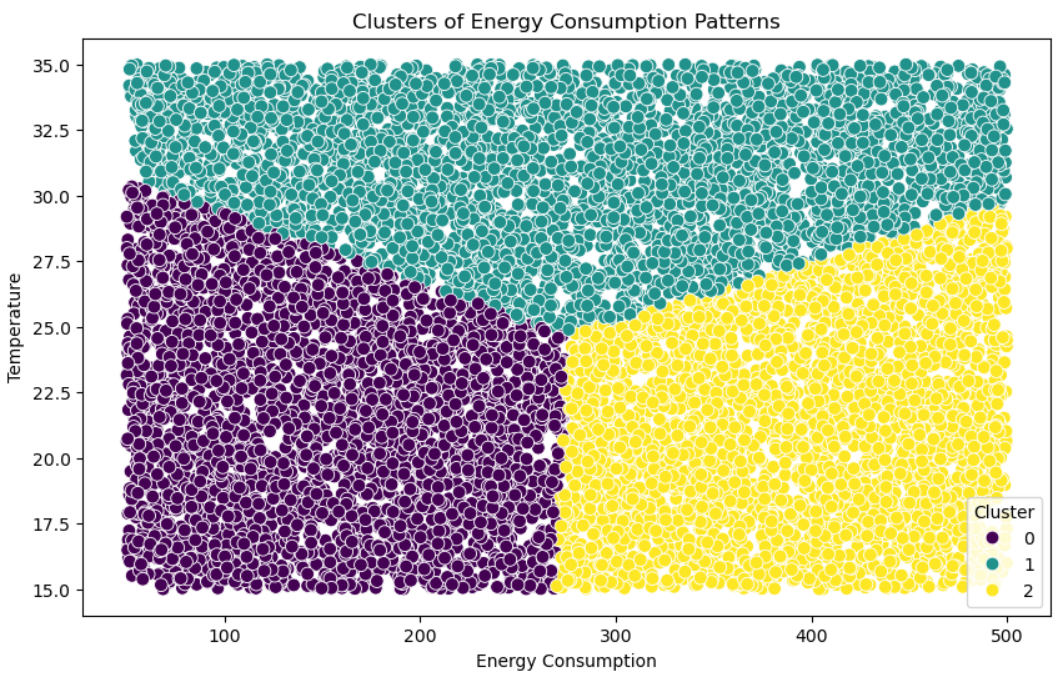 Clusters of Energy Consumption Patterns
Temperature
35.0
32.5
30.0
27.5
25.0
22.5
20.0
17.5
15.0
Cluster
0
1
2
100 200 300 400 500
Energy Consumption